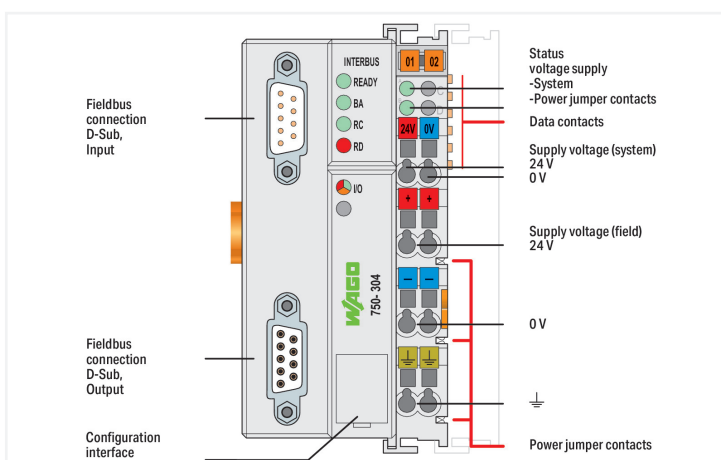 Fieldbus
connection
D-Sub,
Input
Fieldbus
connection
D-Sub,
Output
Configuration
interface
INTERBUS
READY
BA
RC
RD
I/O
WAGO
750- 304
01 02
24V 0V
+ +
– –
Status
voltage supply
-System
-Power jumper contacts
Data contacts
Supply voltage (system)
24 V
0 V
Supply voltage (field)
24 V
0 V
Power jumper contacts